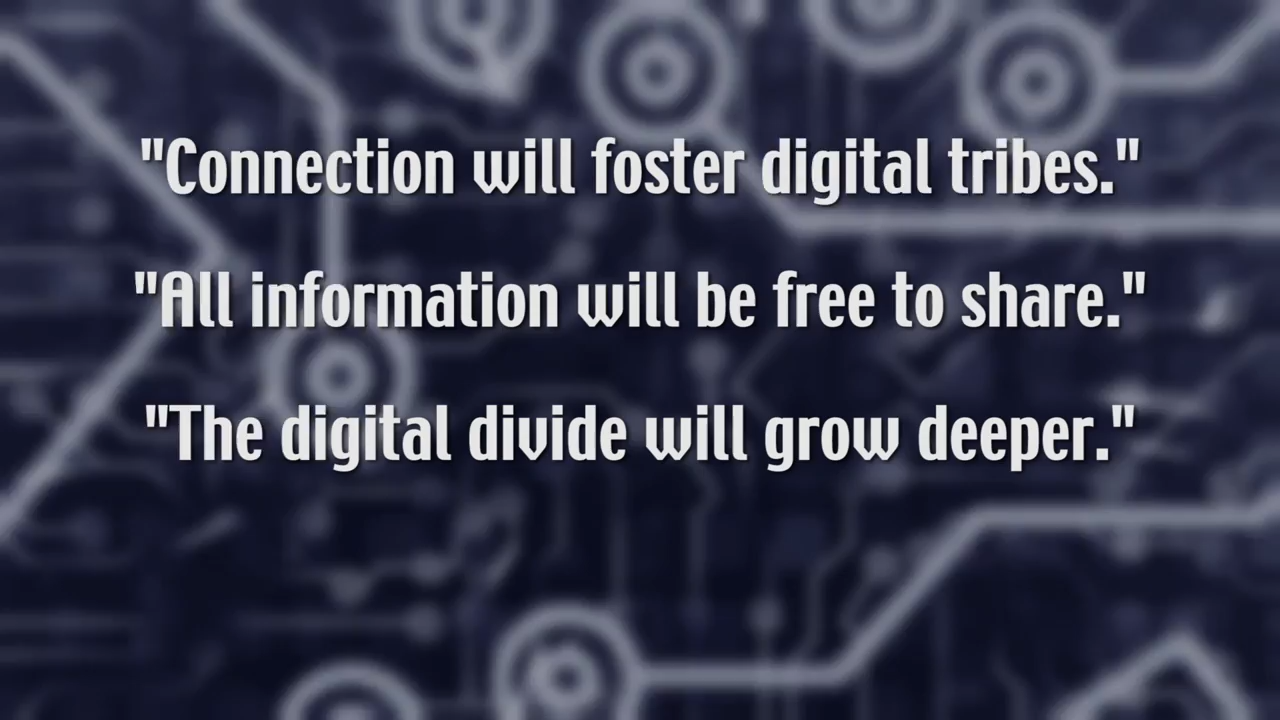 "Connection will foster digital tribes."
"All information will be free to share."
"The digital divide will grow deeper."